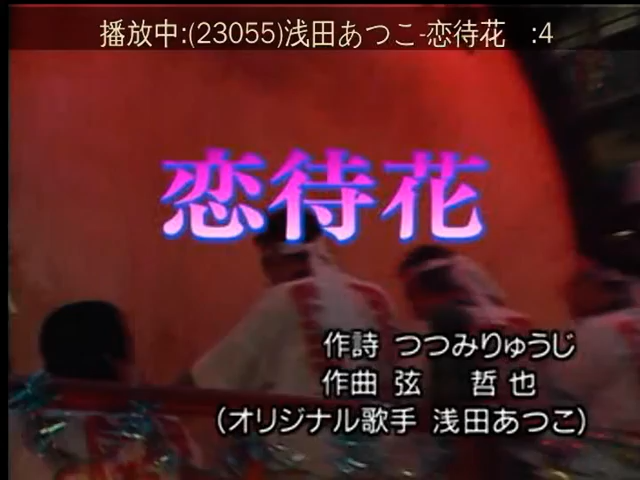 播放中:(23055)浅田あつこ-恋待花　:4
恋待花
作詩 つつみりゅうじ
作曲 弦　哲也
(オリジナル歌手 浅田あつこ)